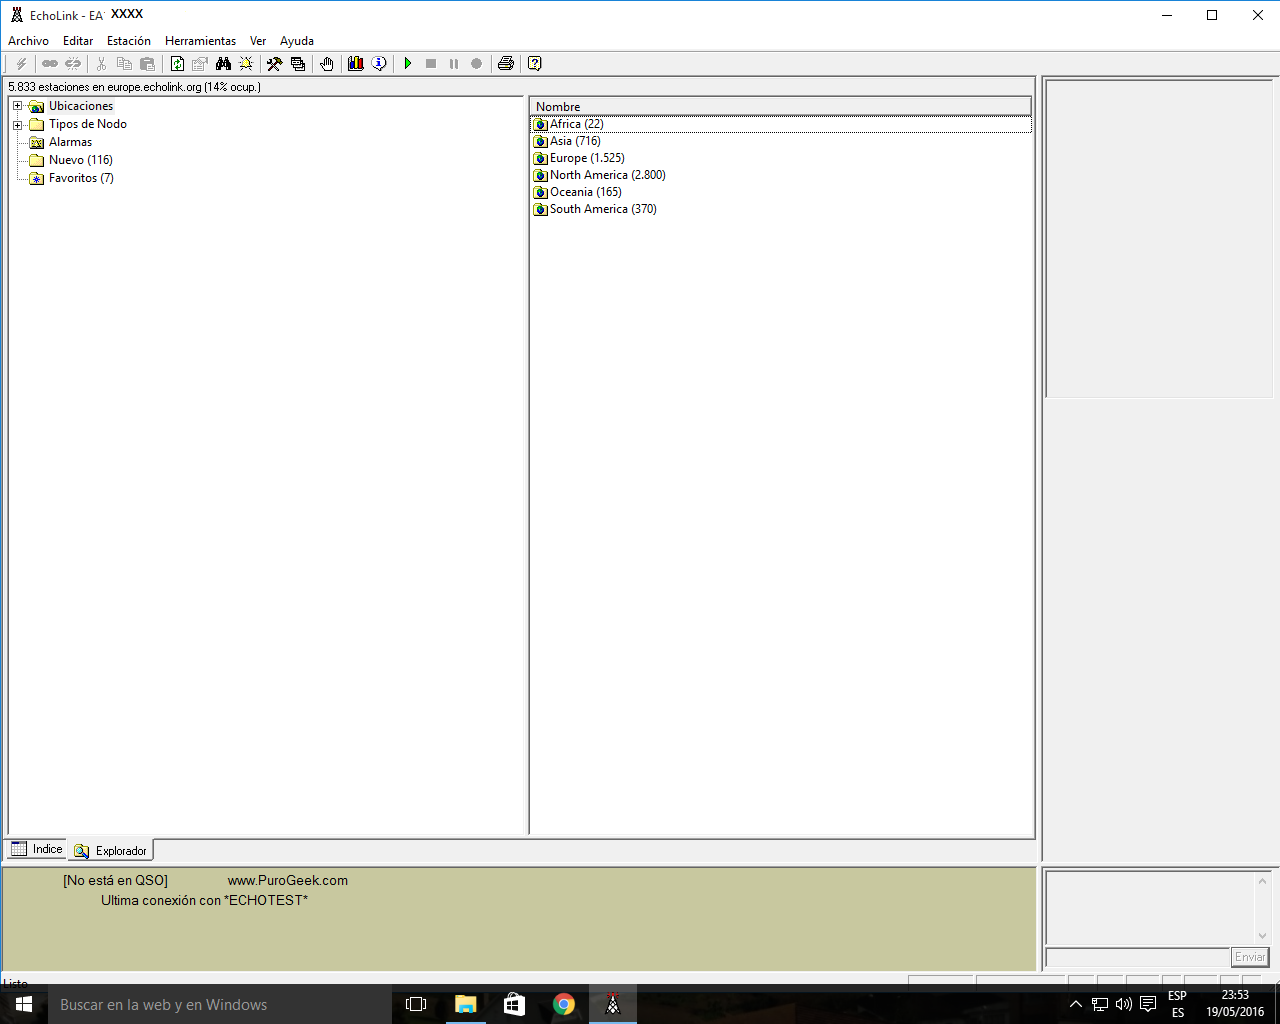 EchoLink - EA XXXX
Archivo Editar Estación Herramientas Ver Ayuda
5.833 estaciones en europe.echolink.org (14% ocup.)
Ubicaciones
Tipos de Nodo
Alarmas
Nuevo (116)
Favoritos (7)
Nombre
Africa (22)
Asia (716)
Europe (1.525)
North America (2.800)
Oceania (165)
South America (370)
Indice Explorador
[No está en QSO] www.PuroGeek.com
Ultima conexión con *ECHOTEST*
Enviar
Listo
Buscar en la web y en Windows
ESP
ES
23:53
19/05/2016